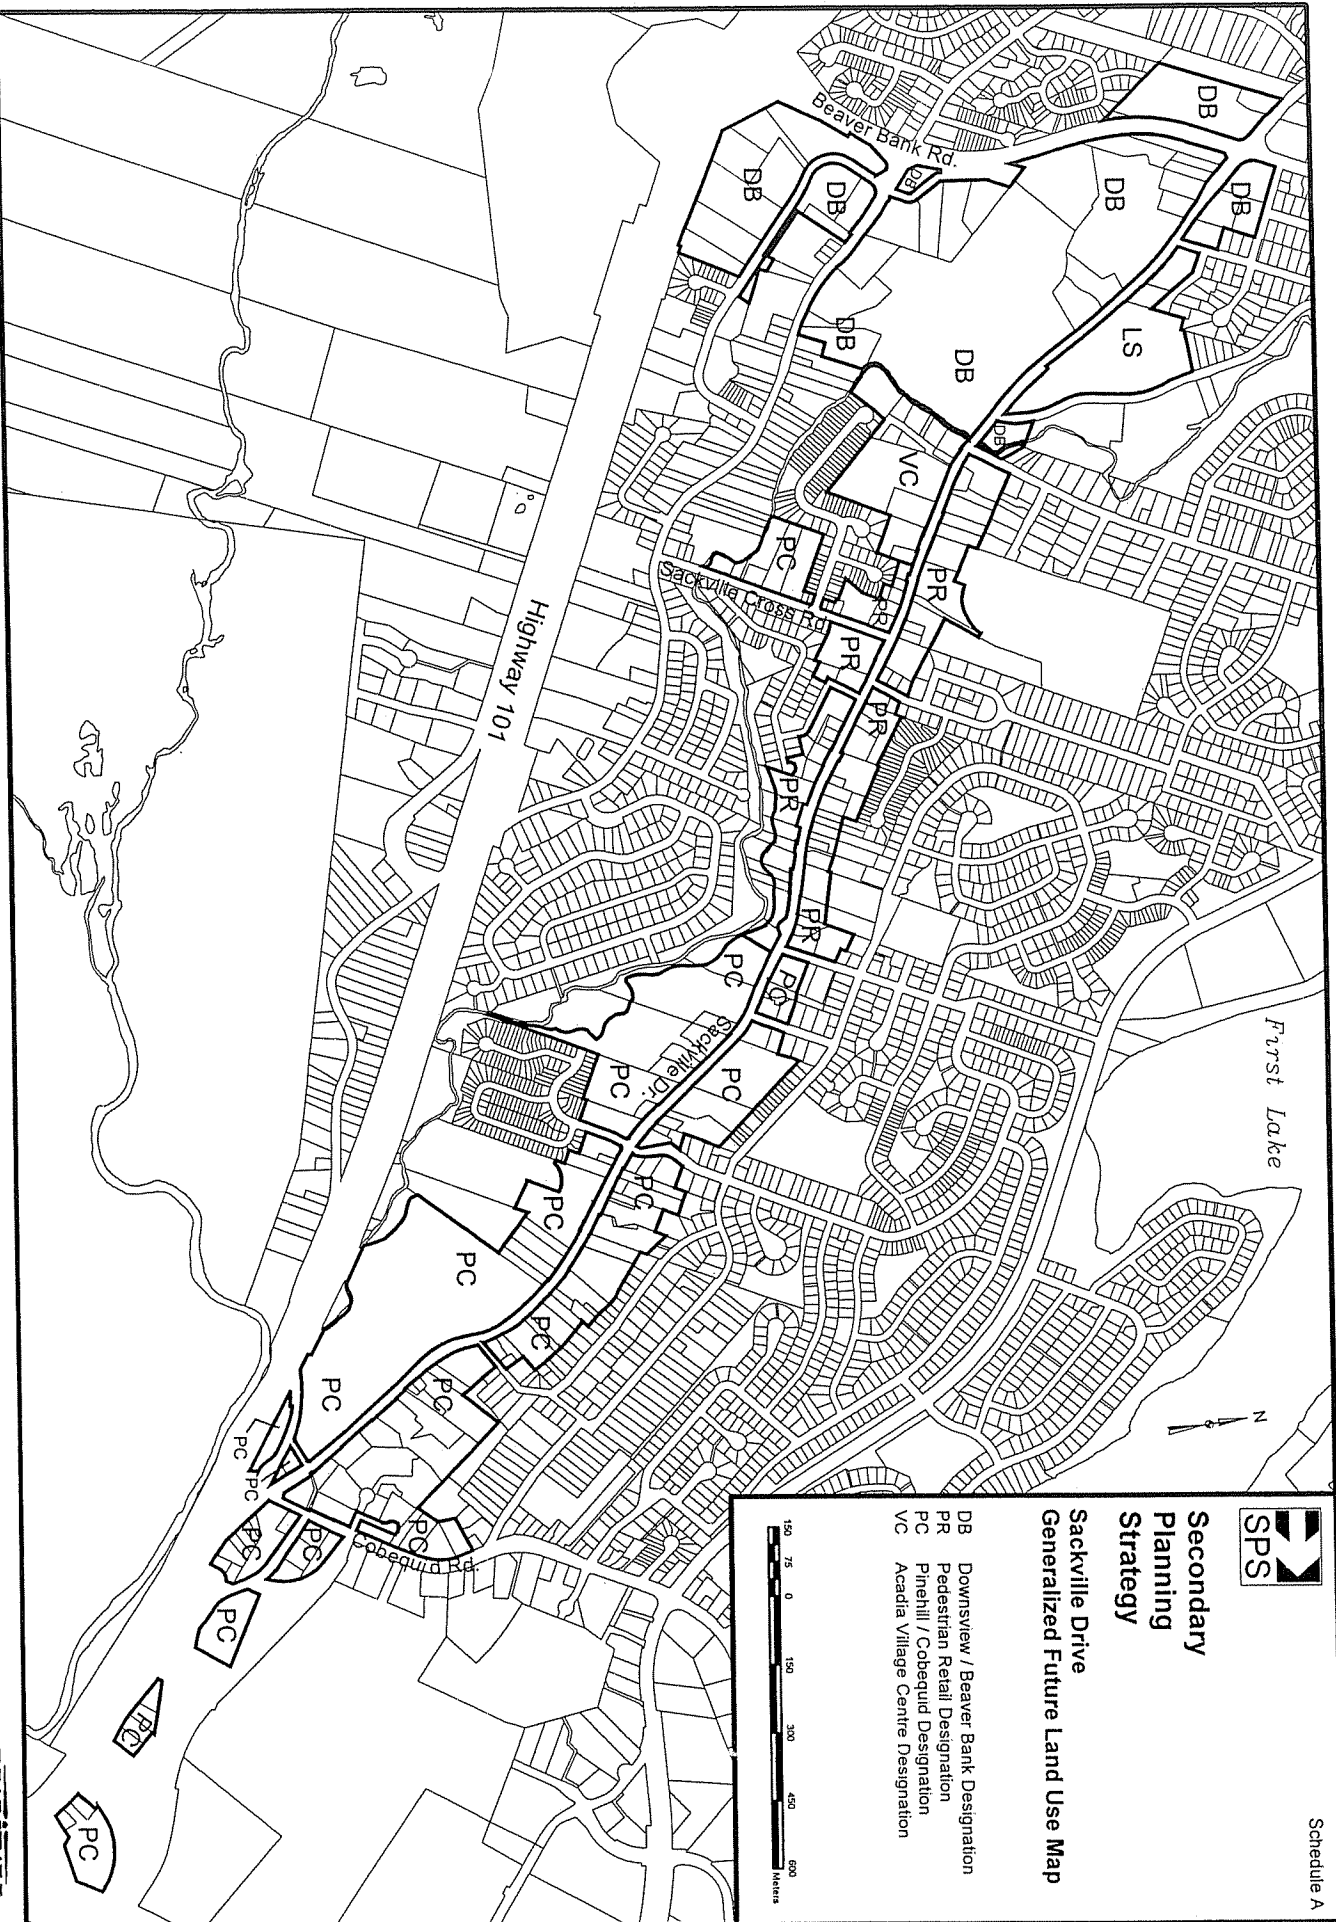 Schedule A
SPS
Secondary
Planning
Strategy
Sackville Drive
Generalized Future Land Use Map
DB Downsview / Beaver Bank Designation
PR Pedestrian Retail Designation
PC Pinehill / Cobequid Designation
VC Acadia Village Centre Designation
150 75 0 150 300 450 600
Meters
N
First Lake
DB
DB
DB
LS
DB
DB
Beaver Bank Rd.
DB
DB
DB
DB
VC
PR
PC
PR
Sackville Cross Rd
PR
PR
PR
PR
PC
PC
Sackville Dr.
PC
PC
PC
PC
PC
PC
PC
PC
PC
PC
PC
Cobequid Rd.
PC
PC
PC
PC
PC
Highway 101